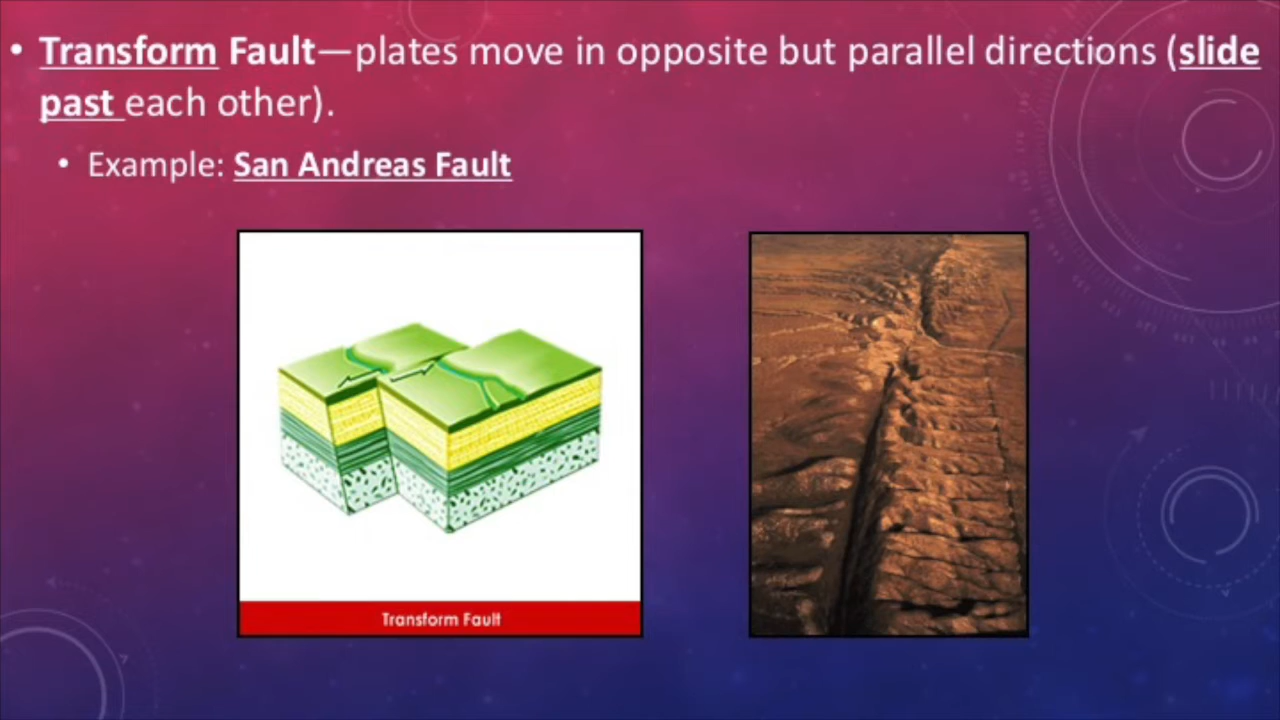 • Transform Fault—plates move in opposite but parallel directions (slide
past each other).
• Example: San Andreas Fault
Transform Fault